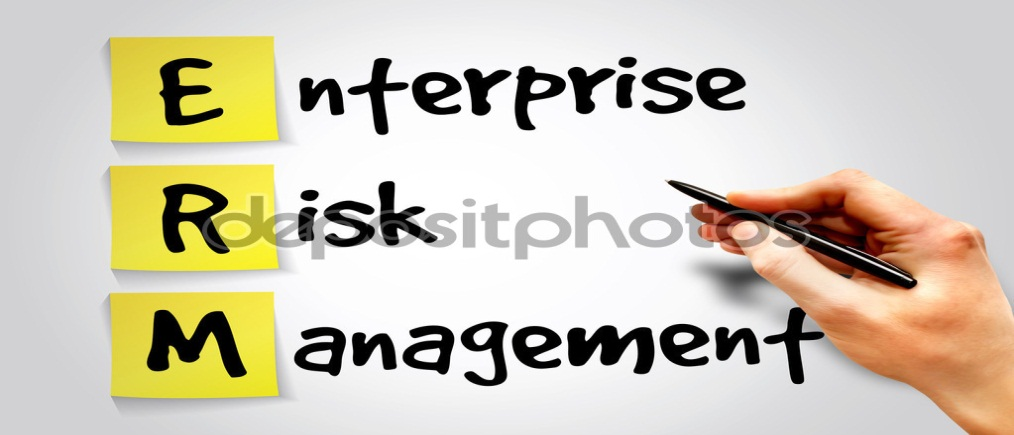 Enterprise
Risk
depositphotos
Management